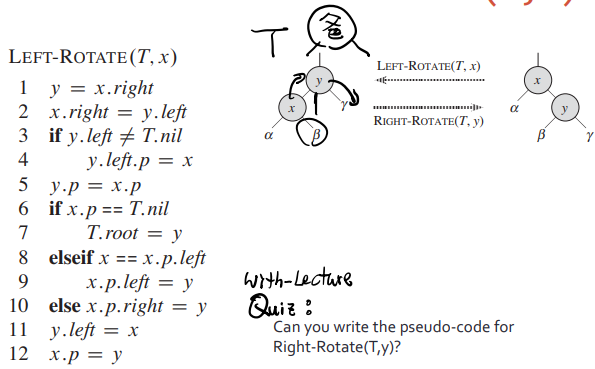 LEFT-ROTATE(T, x)
1 y = x.right
2 x.right = y.left
3 if y.left ≠ T.nil
4 y.left.p = x
5 y.p = x.p
6 if x.p == T.nil
7 T.root = y
8 elseif x == x.p.left
9 x.p.left = y
10 else x.p.right = y
11 y.left = x
12 x.p = y
T
爸
y
x
γ
α
β
LEFT-ROTATE(T, x)
RIGHT-ROTATE(T, y)
x
α
y
β
γ
With-Lecture
Quiz:
Can you write the pseudo-code for
Right-Rotate(T,y)?